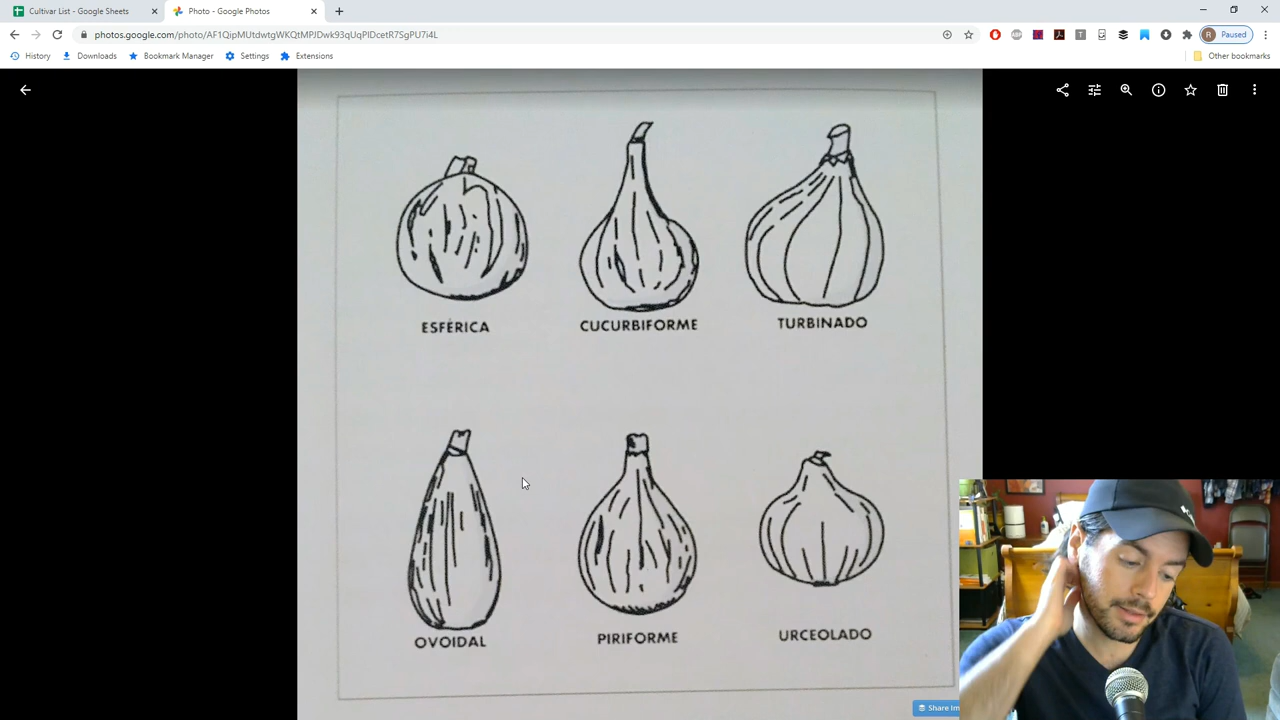 Cultivar List - Google Sheets
Photo - Google Photos
photos.google.com/photo/AF1QipMUtdwtgWKQtMPJDwk93qUqPIDcetR7SgPU7i4L
R Paused
History
Downloads
Bookmark Manager
Settings
Extensions
Other bookmarks
ESFÉRICA
CUCURBIFORME
TURBINADO
OVOIDAL
PIRIFORME
URCEOLADO
Share Im